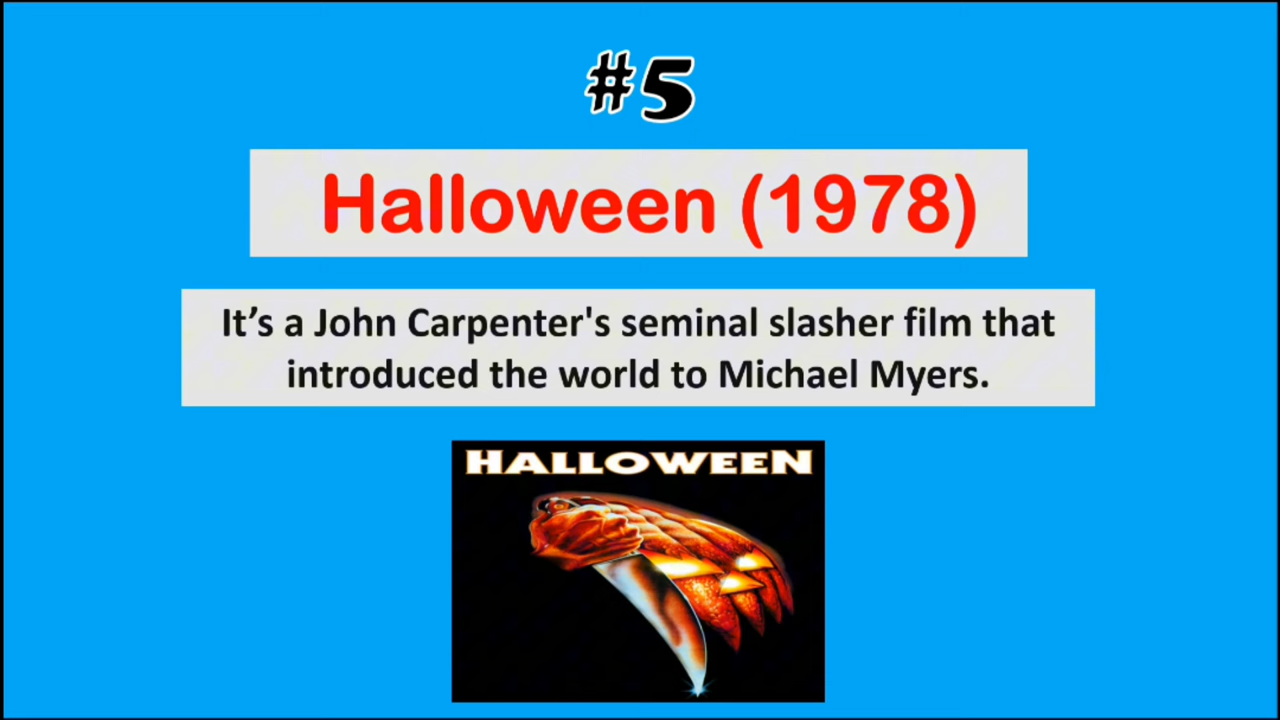 #5
Halloween (1978)
It’s a John Carpenter's seminal slasher film that
introduced the world to Michael Myers.
HALLOWEEN